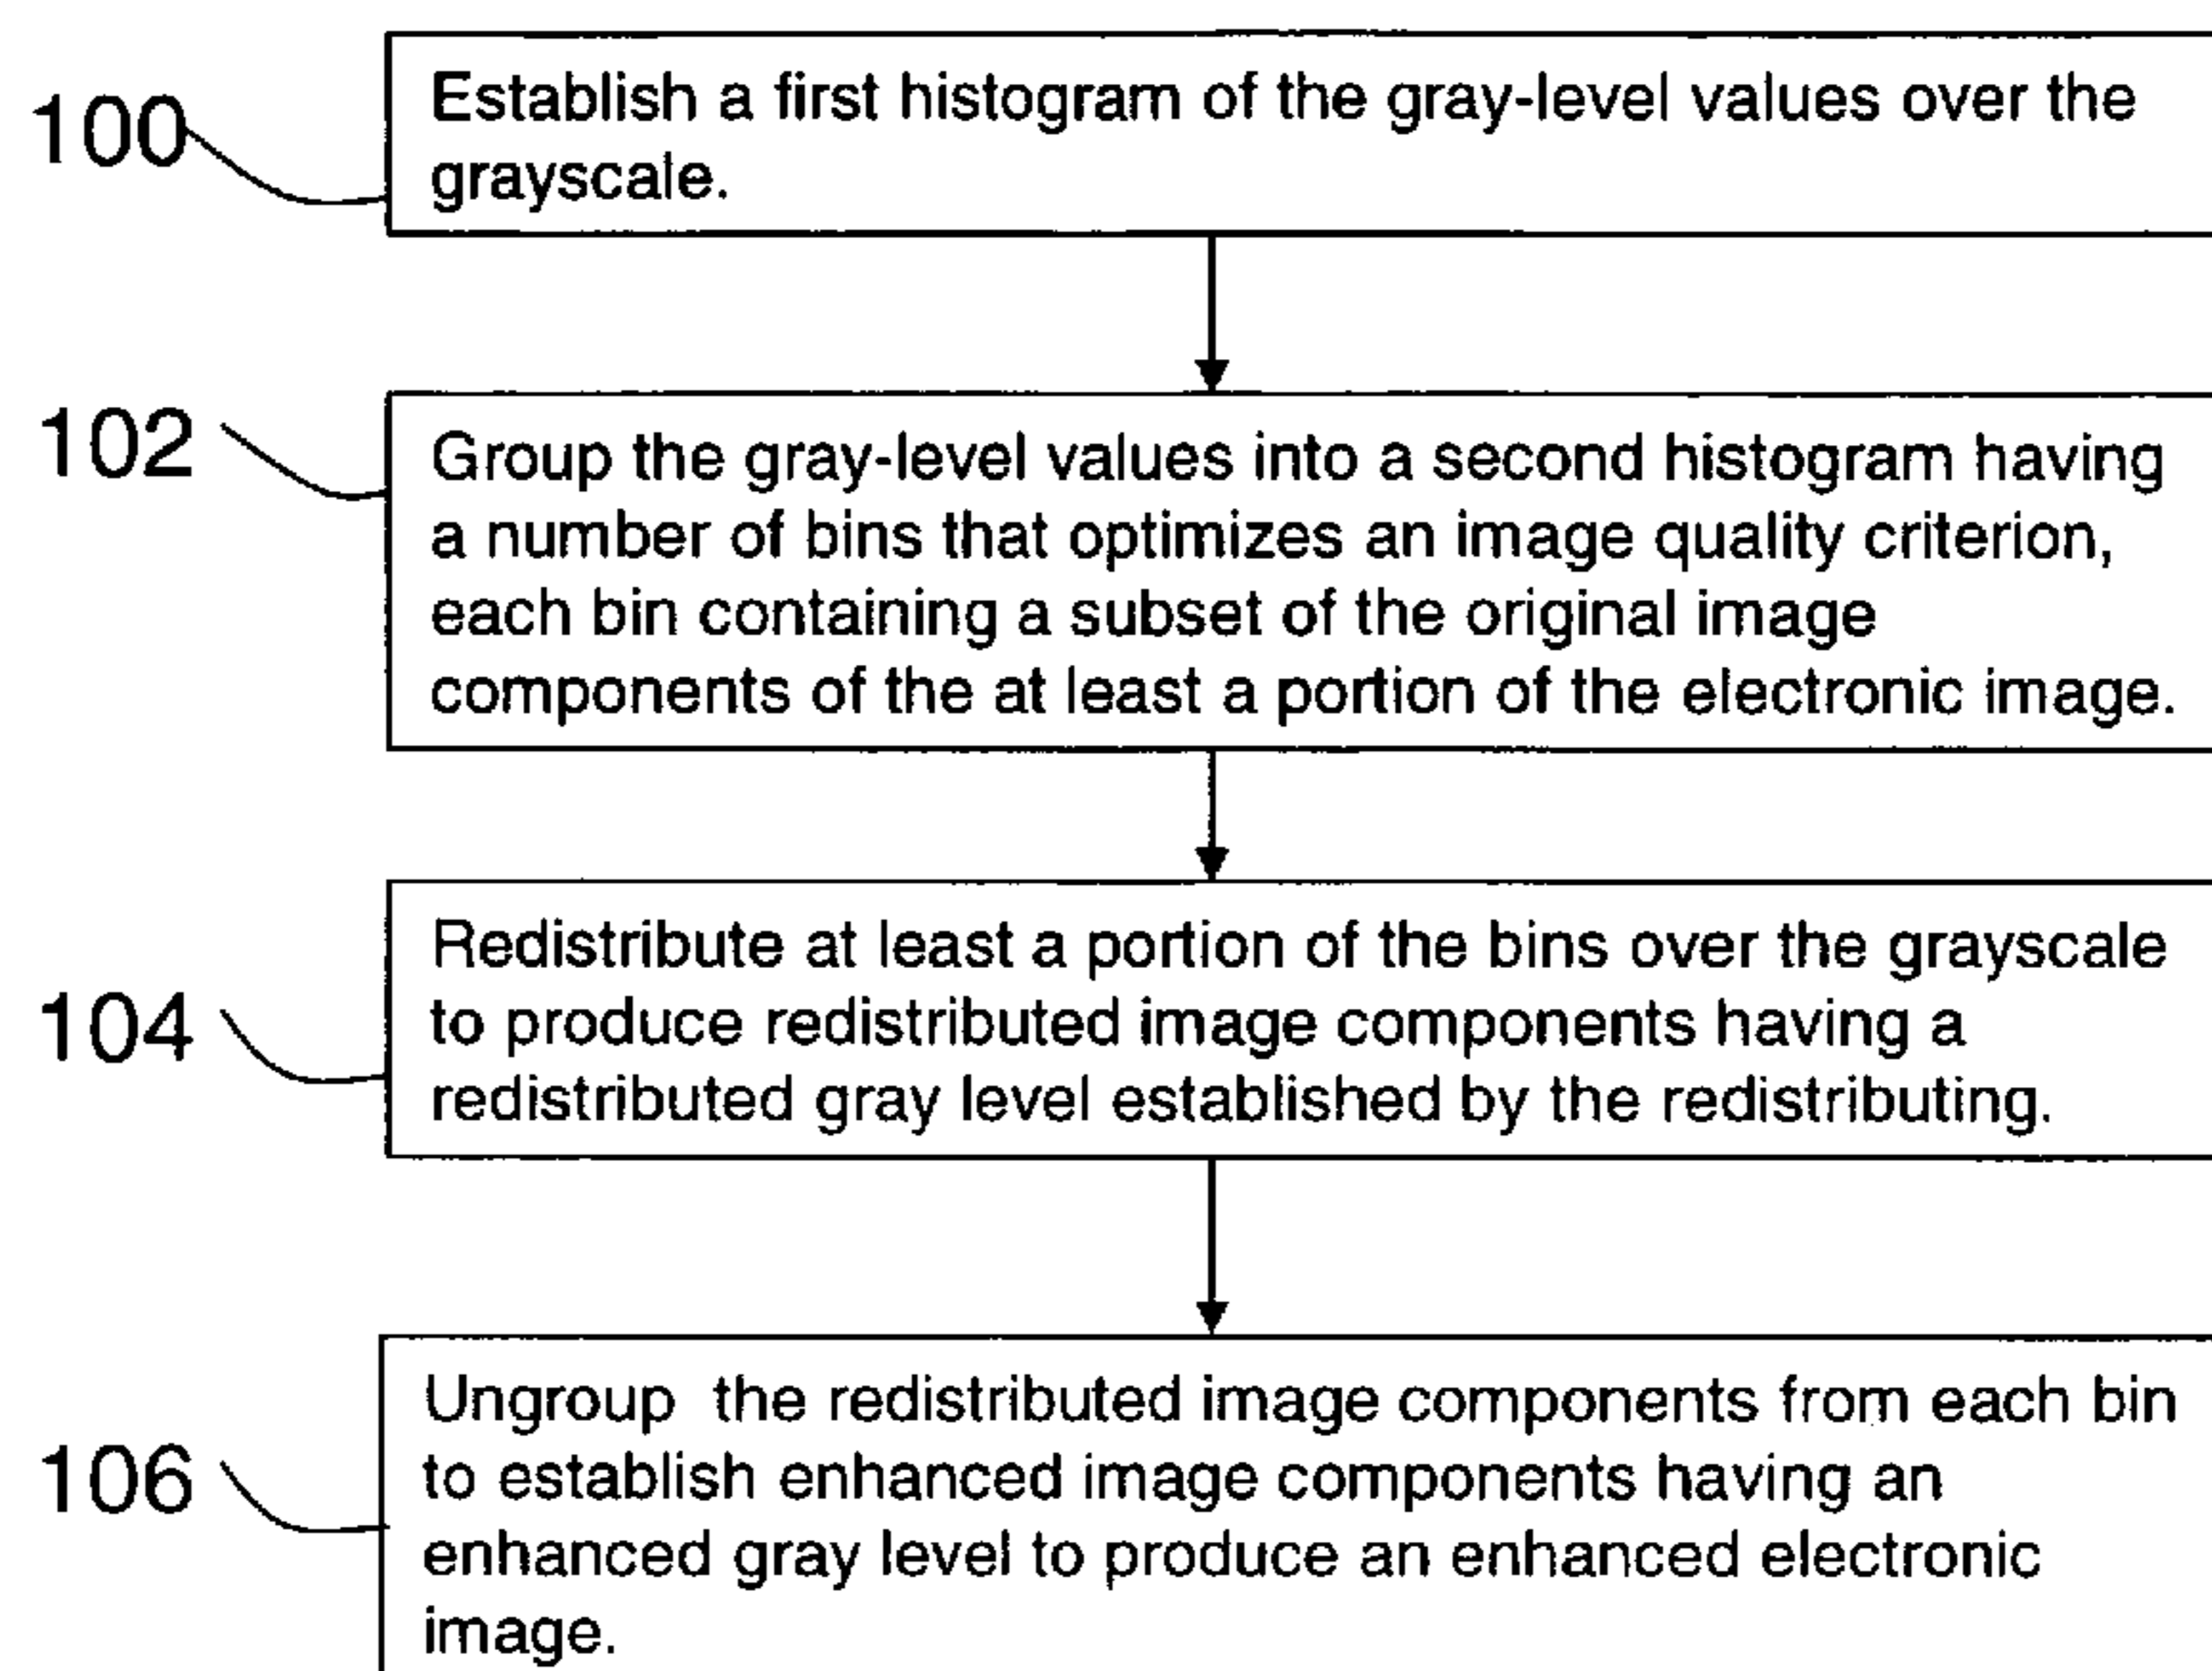 100
Establish a first histogram of the gray-level values over the
grayscale.
102
Group the gray-level values into a second histogram having
a number of bins that optimizes an image quality criterion,
each bin containing a subset of the original image
components of the at least a portion of the electronic image.
104
Redistribute at least a portion of the bins over the grayscale
to produce redistributed image components having a
redistributed gray level established by the redistributing.
106
Ungroup the redistributed image components from each bin
to establish enhanced image components having an
enhanced gray level to produce an enhanced electronic
image.